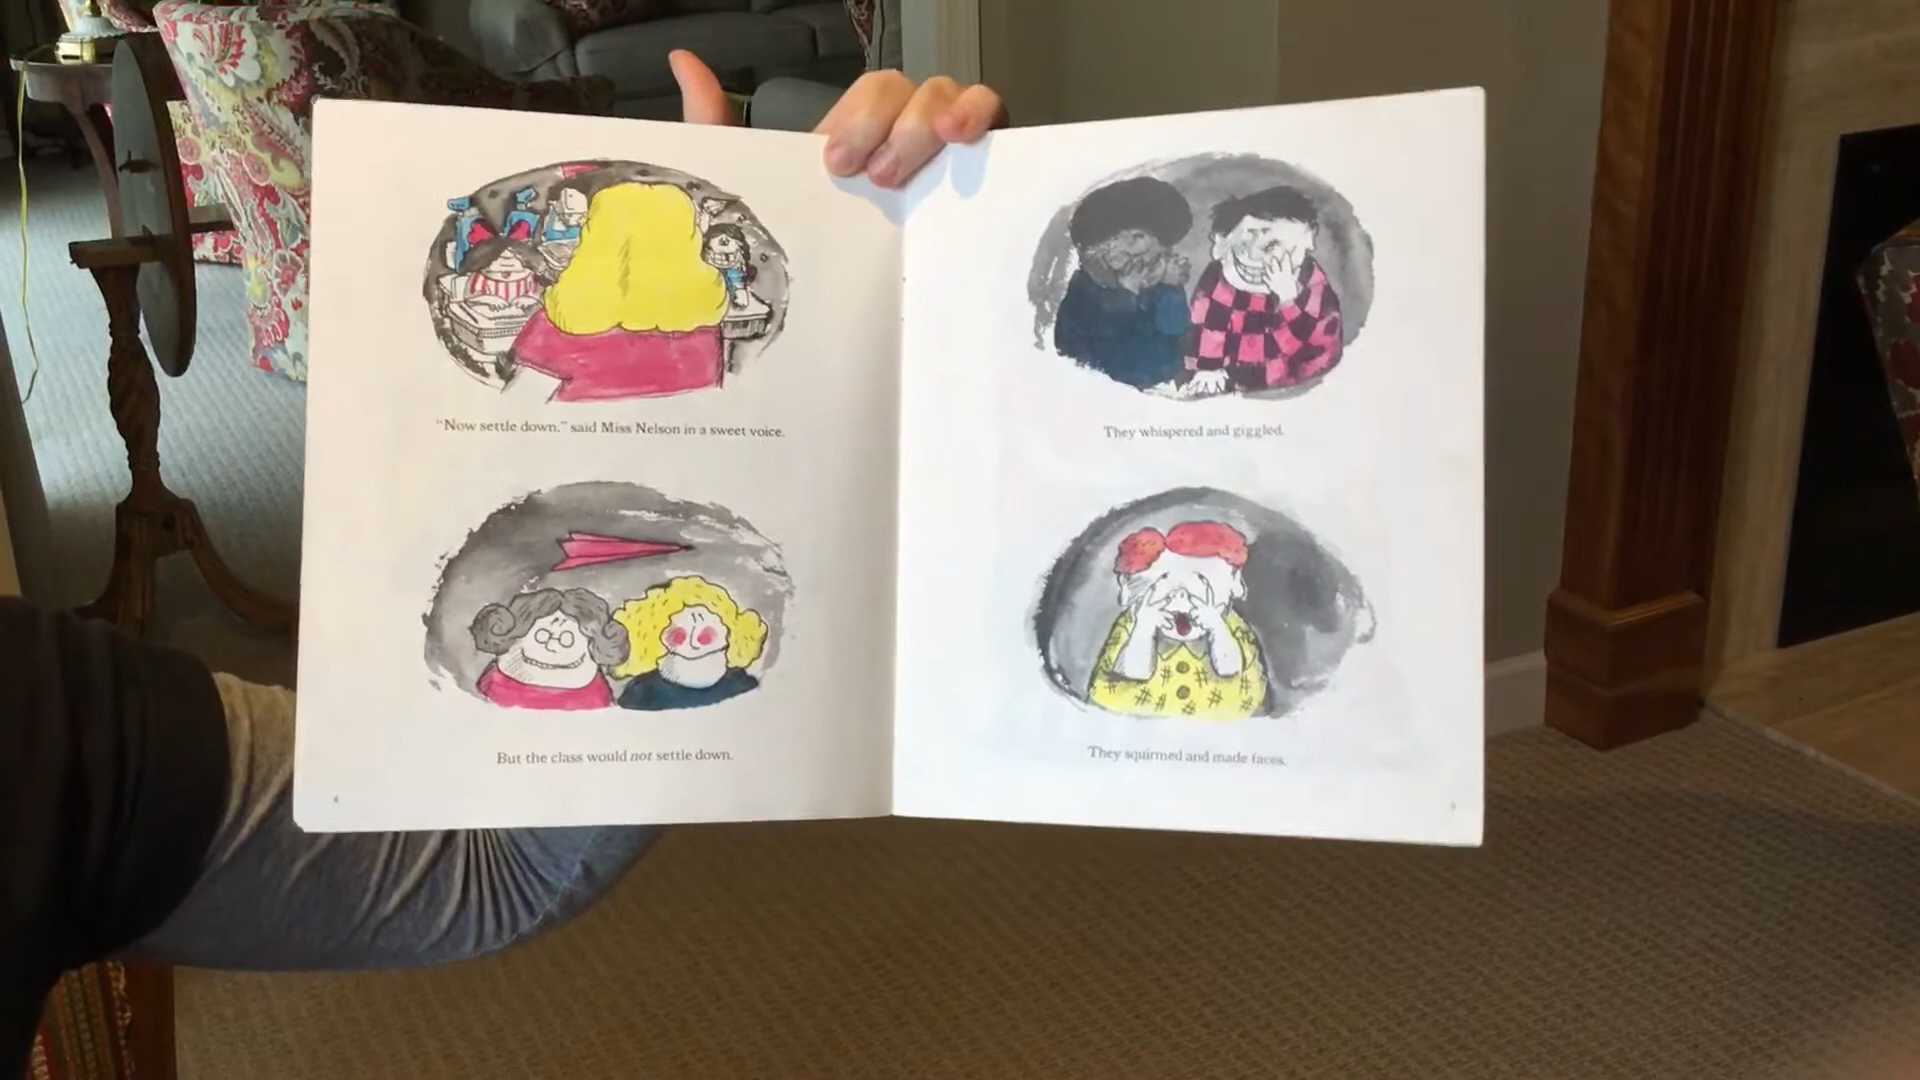 "Now settle down," said Miss Nelson in a sweet voice.
But the class would not settle down.
They whispered and giggled.
They squirmed and made faces.